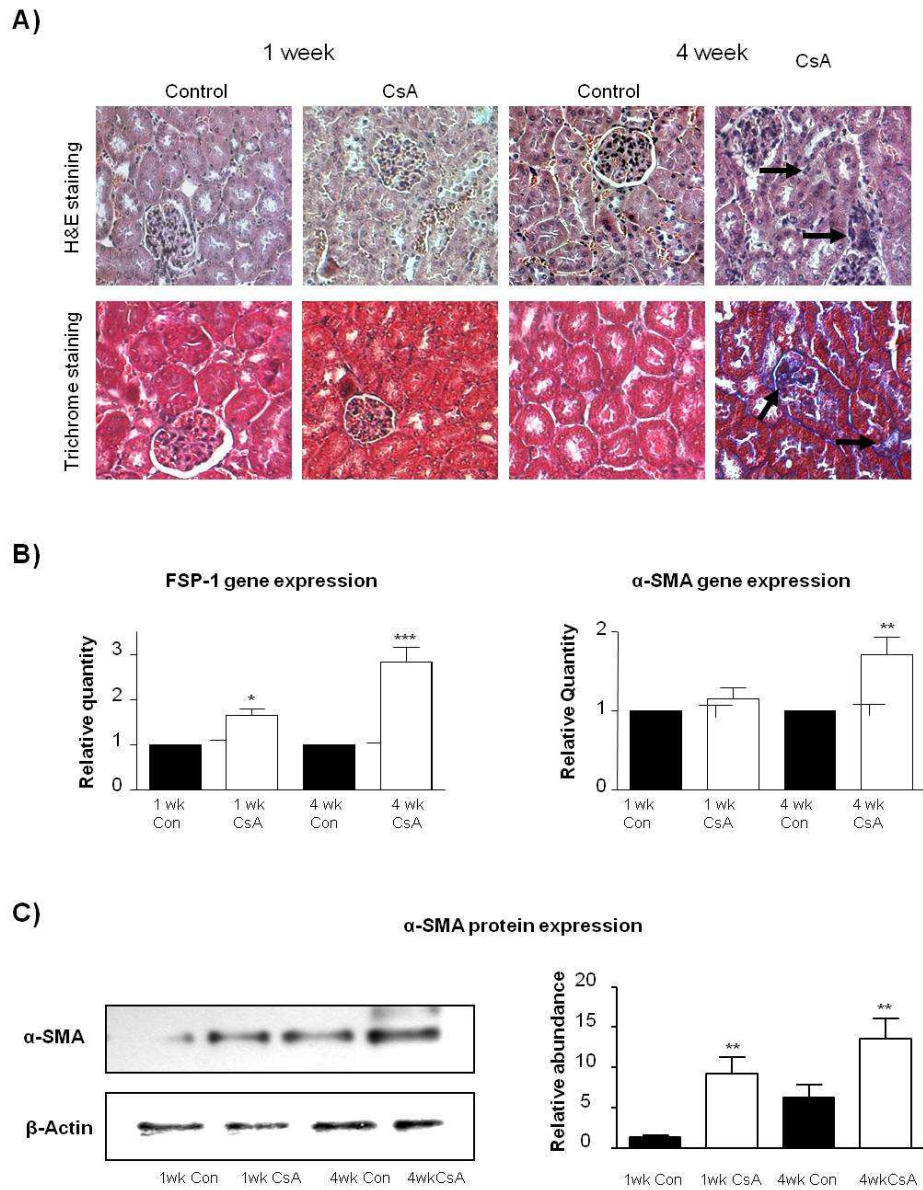 A)
1 week 4 week
Control CsA Control CsA
H&E staining
Trichrome staining
B)
FSP-1 gene expression
Relative quantity
3
2
1
0
*
***
1 wk Con
1 wk CsA
4 wk Con
4 wk CsA
α-SMA gene expression
Relative Quantity
2
1
0
**
1 wk Con
1 wk CsA
4 wk Con
4 wk CsA
C)
α-SMA protein expression
α-SMA
β-Actin
1wk Con 1wk CsA 4wk Con 4wkCsA
Relative abundance
20
15
10
5
0
**
**
1wk Con 1wk CsA 4wk Con 4wkCsA